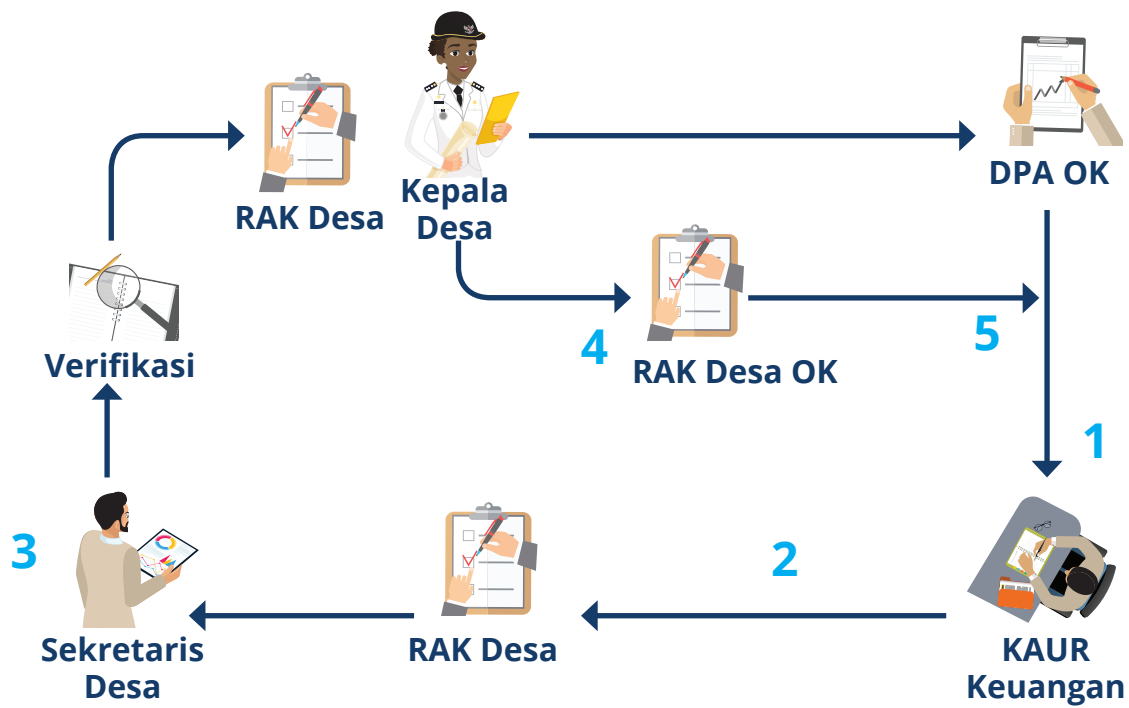 RAK Desa
Kepala
Desa
DPA OK
4
RAK Desa OK
5
Verifikasi
1
3
2
Sekretaris
Desa
RAK Desa
KAUR
Keuangan